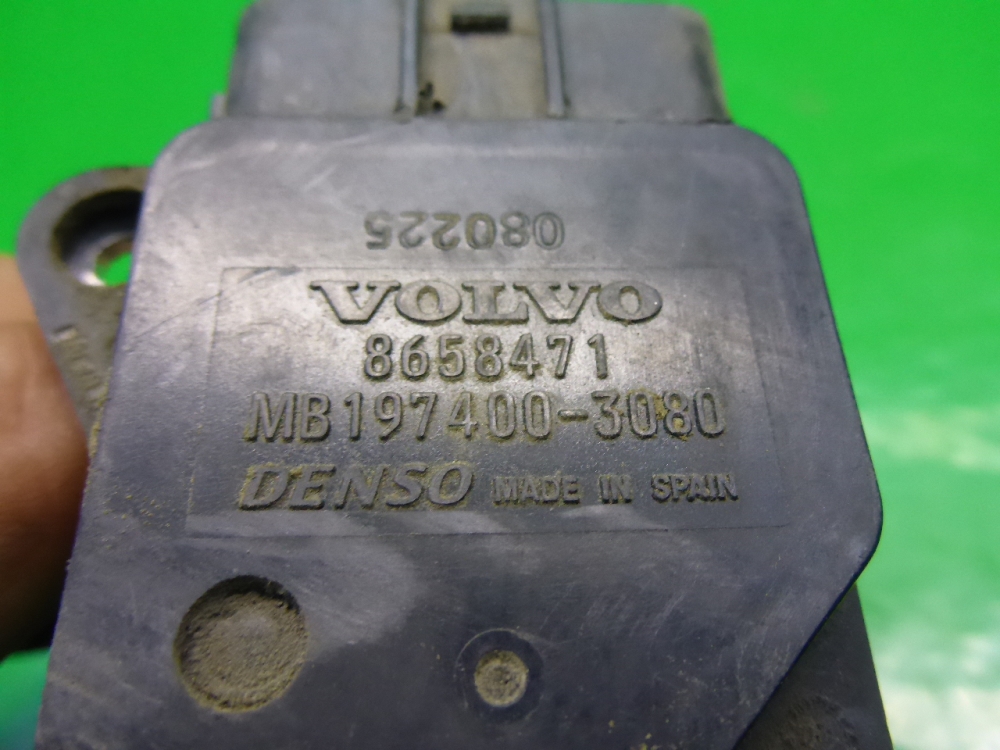 080225
VOLVO
8658471
MB197400-3080
DENSO MADE IN SPAIN